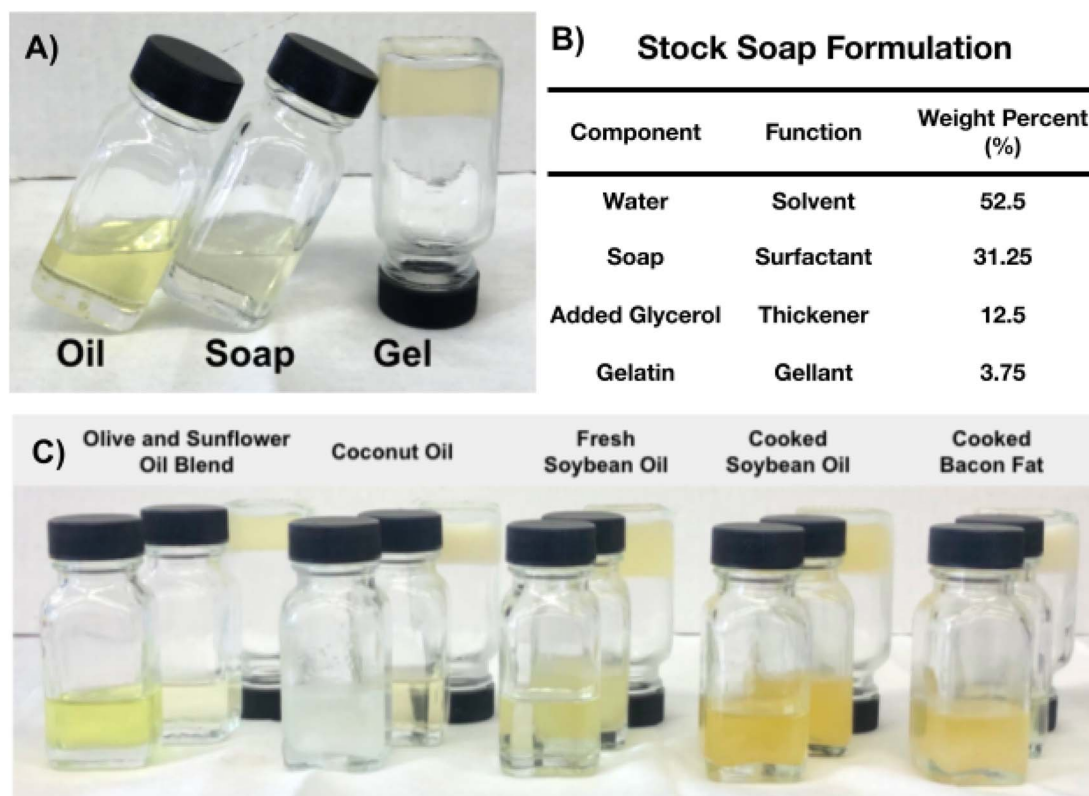 A)
Oil
Soap
Gel
B)
Stock Soap Formulation
Component Function Weight Percent
(%)
Water Solvent 52.5
Soap Surfactant 31.25
Added Glycerol Thickener 12.5
Gelatin Gellant 3.75
C)
Olive and Sunflower
Oil Blend
Coconut Oil
Fresh
Soybean Oil
Cooked
Soybean Oil
Cooked
Bacon Fat